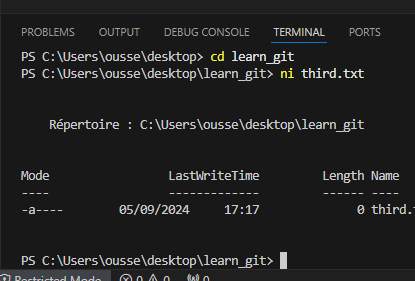 PROBLEMS OUTPUT DEBUG CONSOLE TERMINAL PORTS
PS C:\Users\ousse\desktop> cd learn_git
PS C:\Users\ousse\desktop\learn_git> ni third.txt
Répertoire : C:\Users\ousse\desktop\learn_git
Mode LastWriteTime Length Name
---- ------------- ------ ----
-a---- 05/09/2024 17:17 0 third.
PS C:\Users\ousse\desktop\learn_git>
Restricted Mode 0 0 0